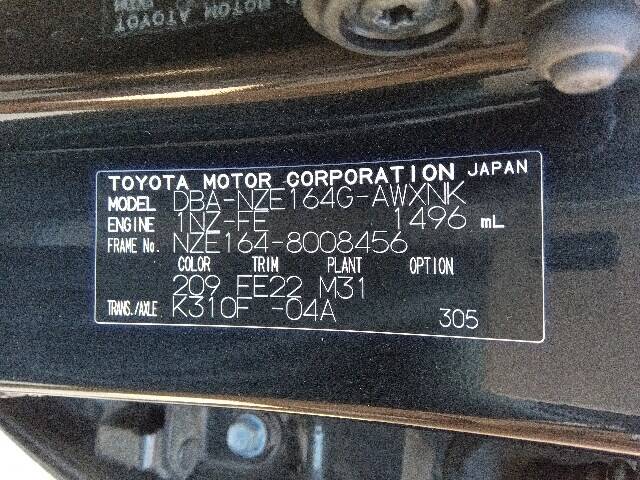 TOYOTA MOTOR CORPORATION JAPAN
MODEL DBA-NZE164G-AWXNK
ENGINE 1NZ-FE 1496 mL
FRAME No. NZE164-8008456
COLOR TRIM PLANT OPTION
209 FE22 M31
TRANS./AXLE K310F -04A 305